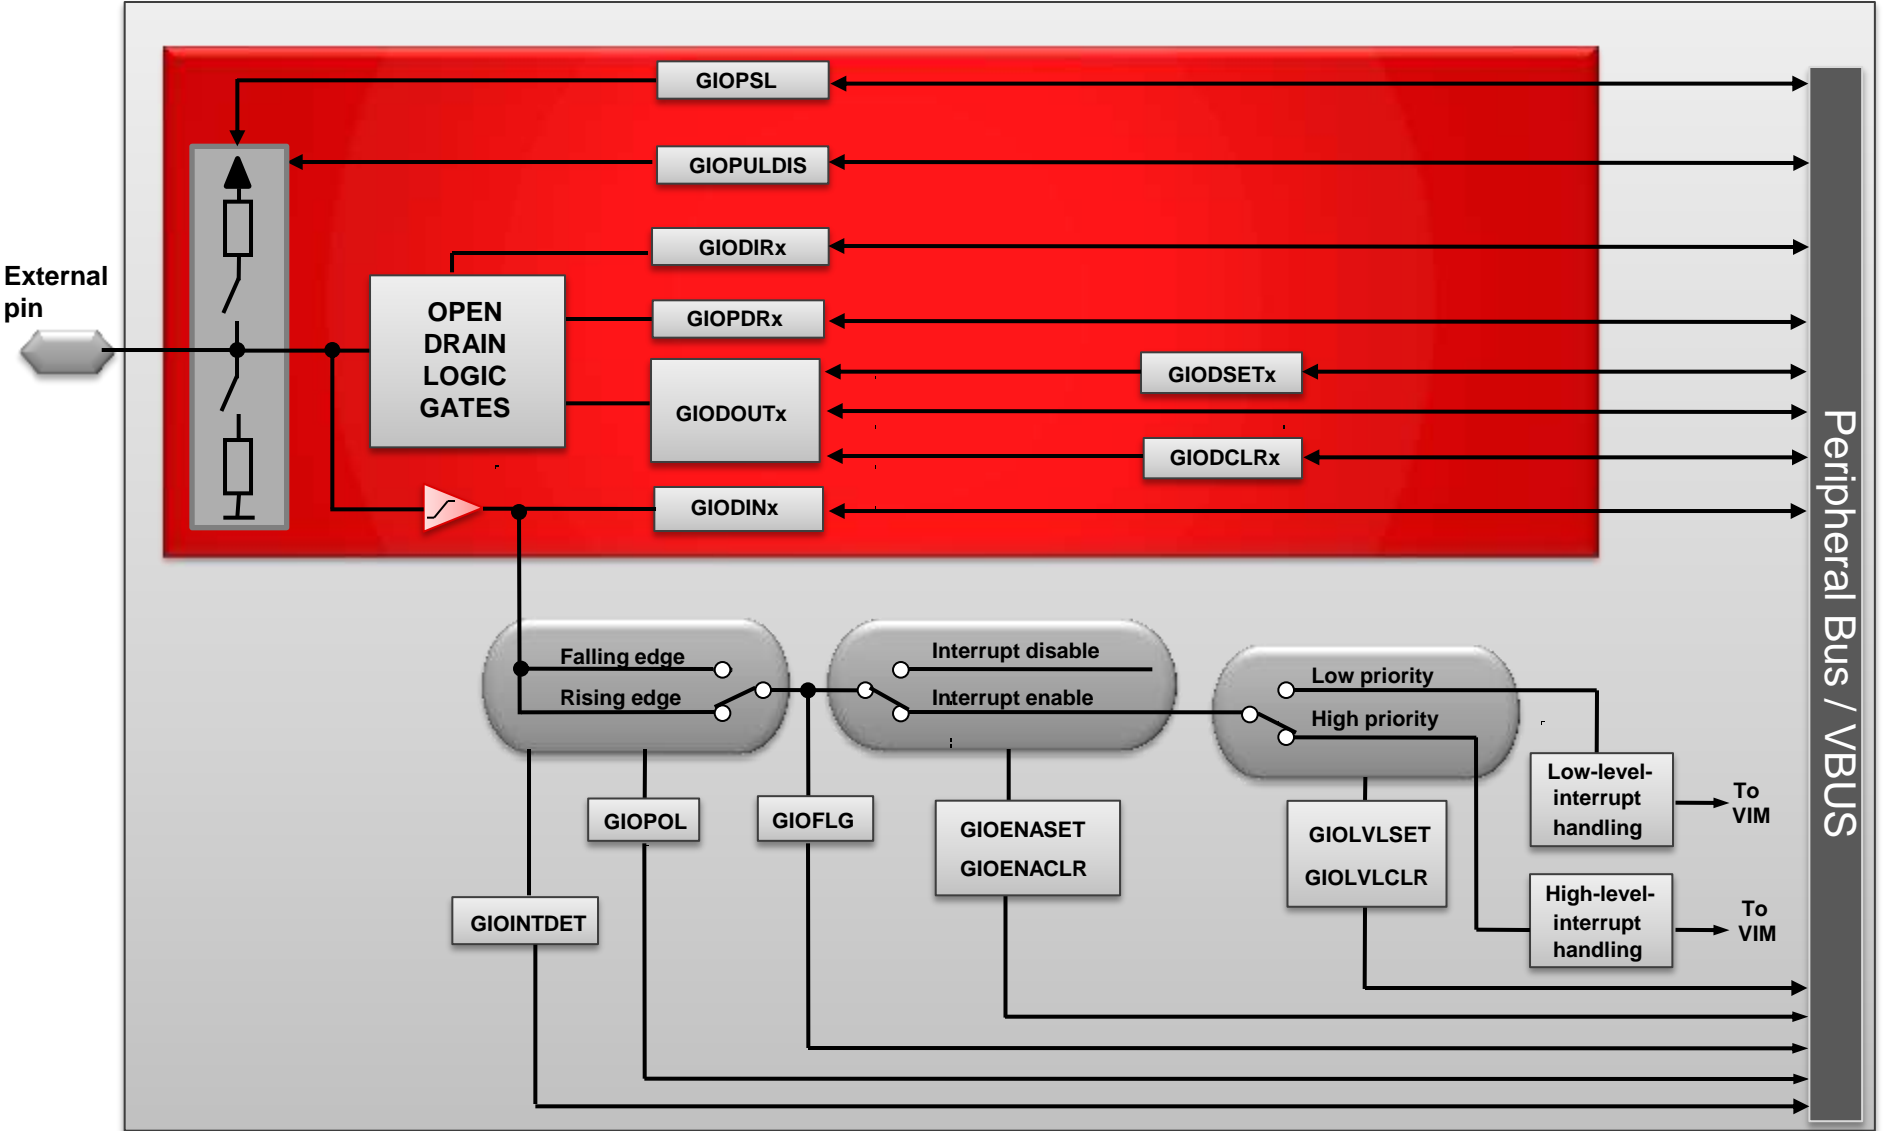 GIOPSL
GIOPULDIS
GIODIRx
External
pin
OPEN
DRAIN
LOGIC
GATES
GIOPDRx
GIODSETx
GIODOUTx
GIODCLRx
GIODINx
Peripheral Bus / VBUS
Falling edge
Rising edge
Interrupt disable
Interrupt enable
Low priority
High priority
Low-level-
interrupt
handling
To
VIM
GIOPOL
GIOFLG
GIOENASET
GIOENACLR
GIOLVLSET
GIOLVLCLR
High-level-
interrupt
handling
To
VIM
GIOINTDET